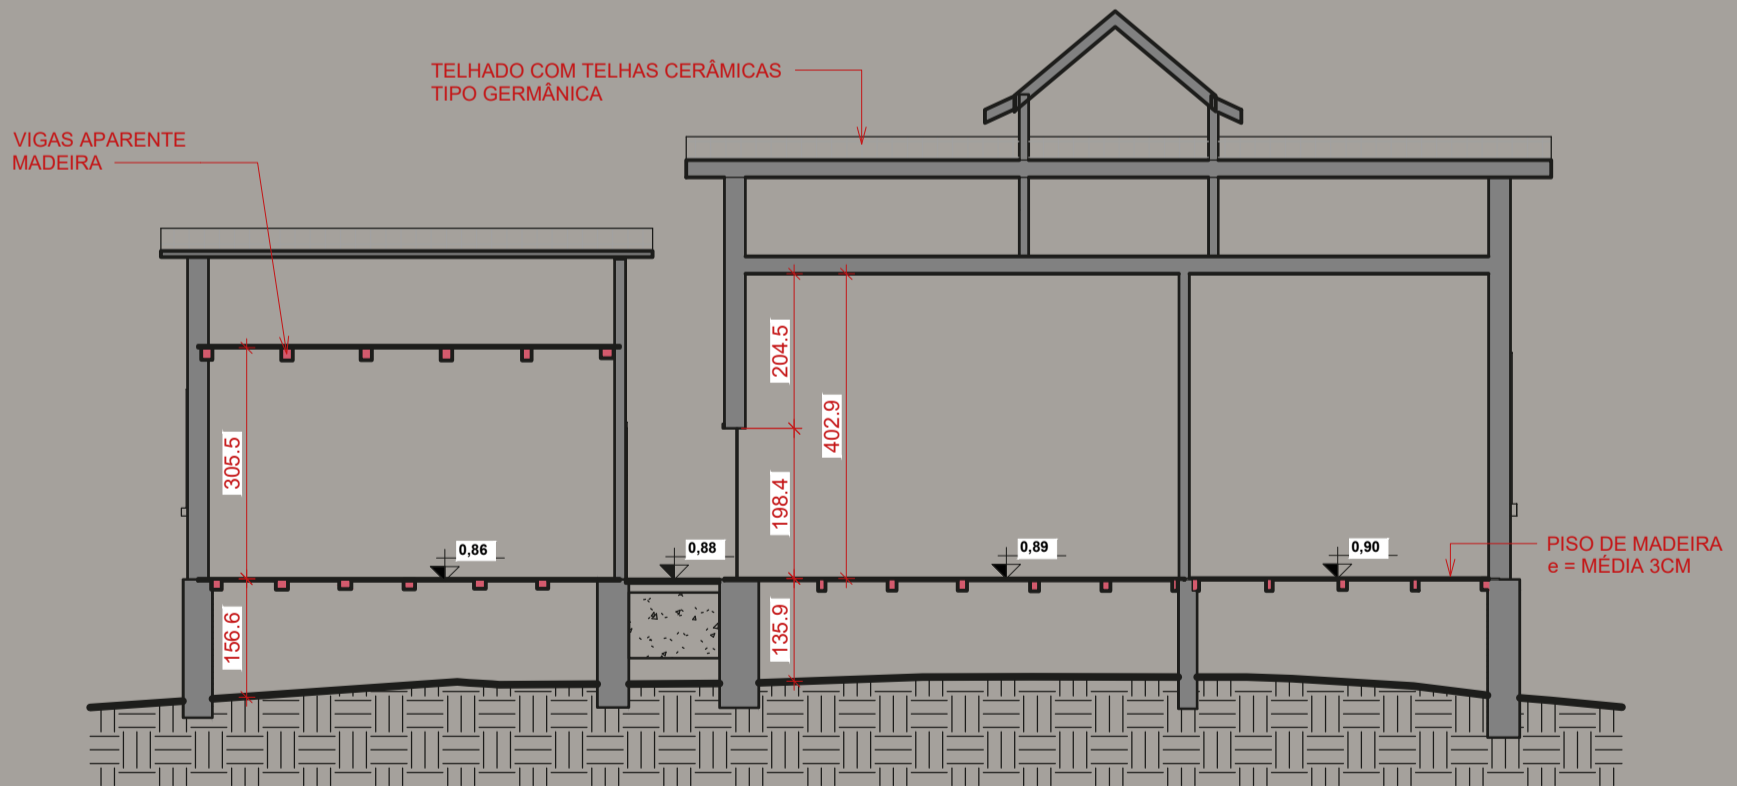 TELHADO COM TELHAS CERÂMICAS
TIPO GERMÂNICA
VIGAS APARENTE
MADEIRA
204.5
402.9
305.5
198.4
0,86
0,88
0,89
0,90
PISO DE MADEIRA
e = MÉDIA 3CM
156.6
135.9